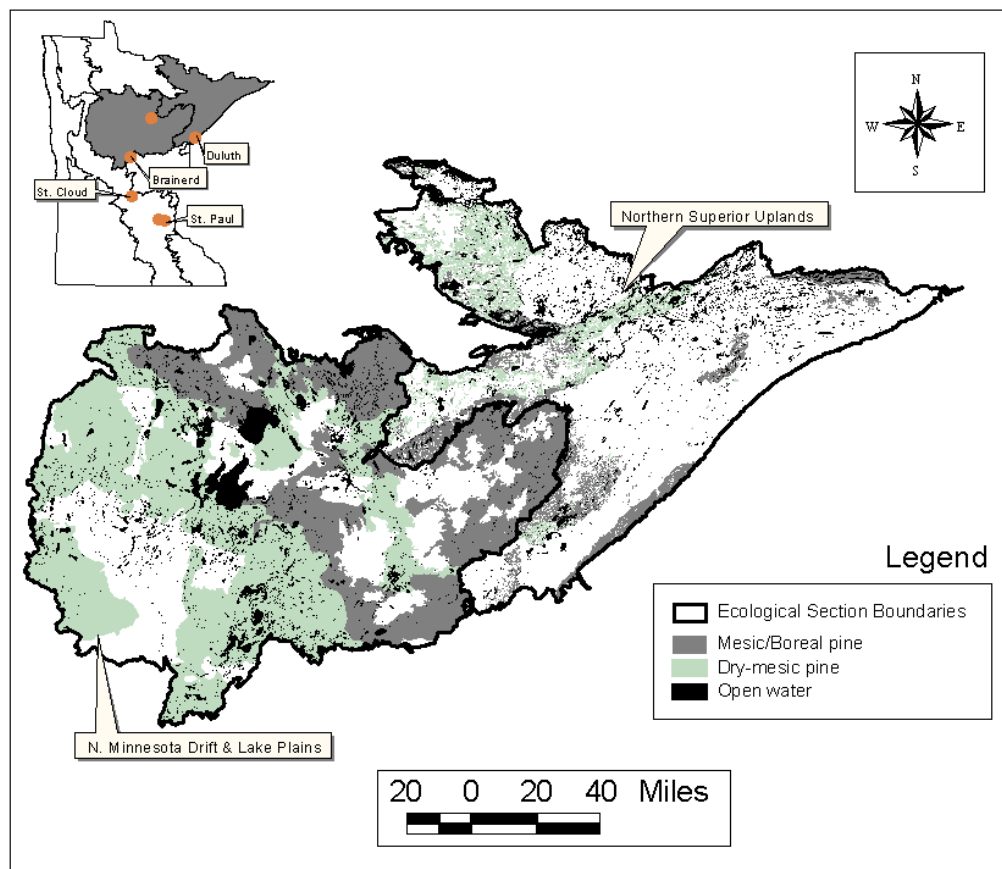 N
W E
S
Duluth
Brainerd
St. Cloud
St. Paul
Northern Superior Uplands
Legend
Ecological Section Boundaries
Mesic/Boreal pine
Dry-mesic pine
Open water
N. Minnesota Drift & Lake Plains
20 0 20 40 Miles